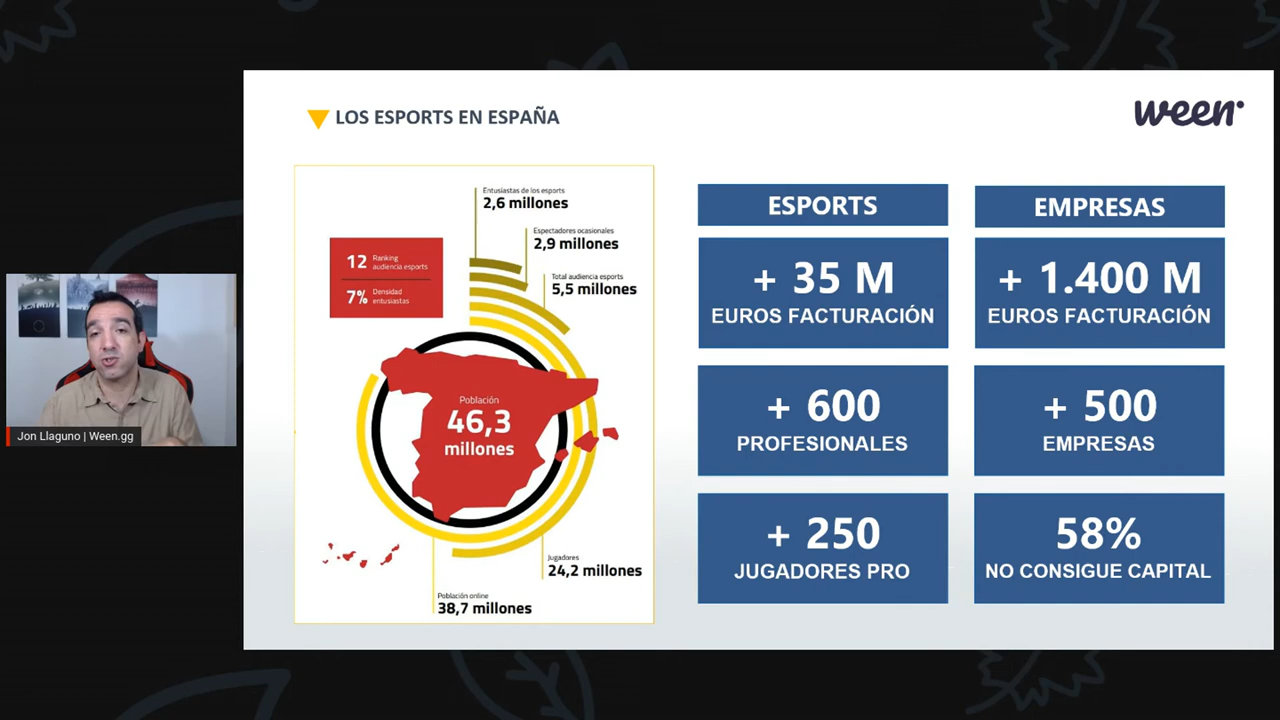 LOS ESPORTS EN ESPAÑA
ween
Entusiastas de los esports
2,6 millones
Espectadores ocasionales
2,9 millones
Total audiencia esports
5,5 millones
12 Ranking
audiencia esports
7% Densidad
entusiastas
Población
46,3
millones
Jugadores
24,2 millones
Población online
38,7 millones
ESPORTS
+ 35 M
EUROS FACTURACIÓN
+ 600
PROFESIONALES
+ 250
JUGADORES PRO
EMPRESAS
+ 1.400 M
EUROS FACTURACIÓN
+ 500
EMPRESAS
58%
NO CONSIGUE CAPITAL
Jon Llaguno | Ween.gg